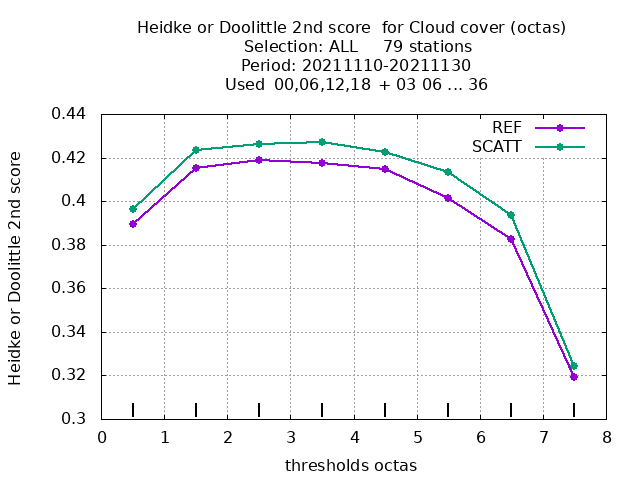 Heidke or Doolittle 2nd score  for Cloud cover (octas)
Selection: ALL     79 stations
Period: 20211110-20211130
Used  00,06,12,18  + 03 06 ... 36
REF
SCATT
Heidke or Doolittle 2nd score
0.44
0.42
0.4
0.38
0.36
0.34
0.32
0.3
0 1 2 3 4 5 6 7 8
thresholds octas